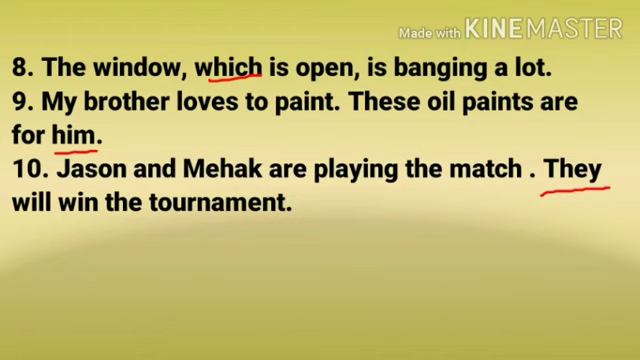 Made with KINEMASTER
8. The window, which is open, is banging a lot.
9. My brother loves to paint. These oil paints are
for him.
10. Jason and Mehak are playing the match . They
will win the tournament.